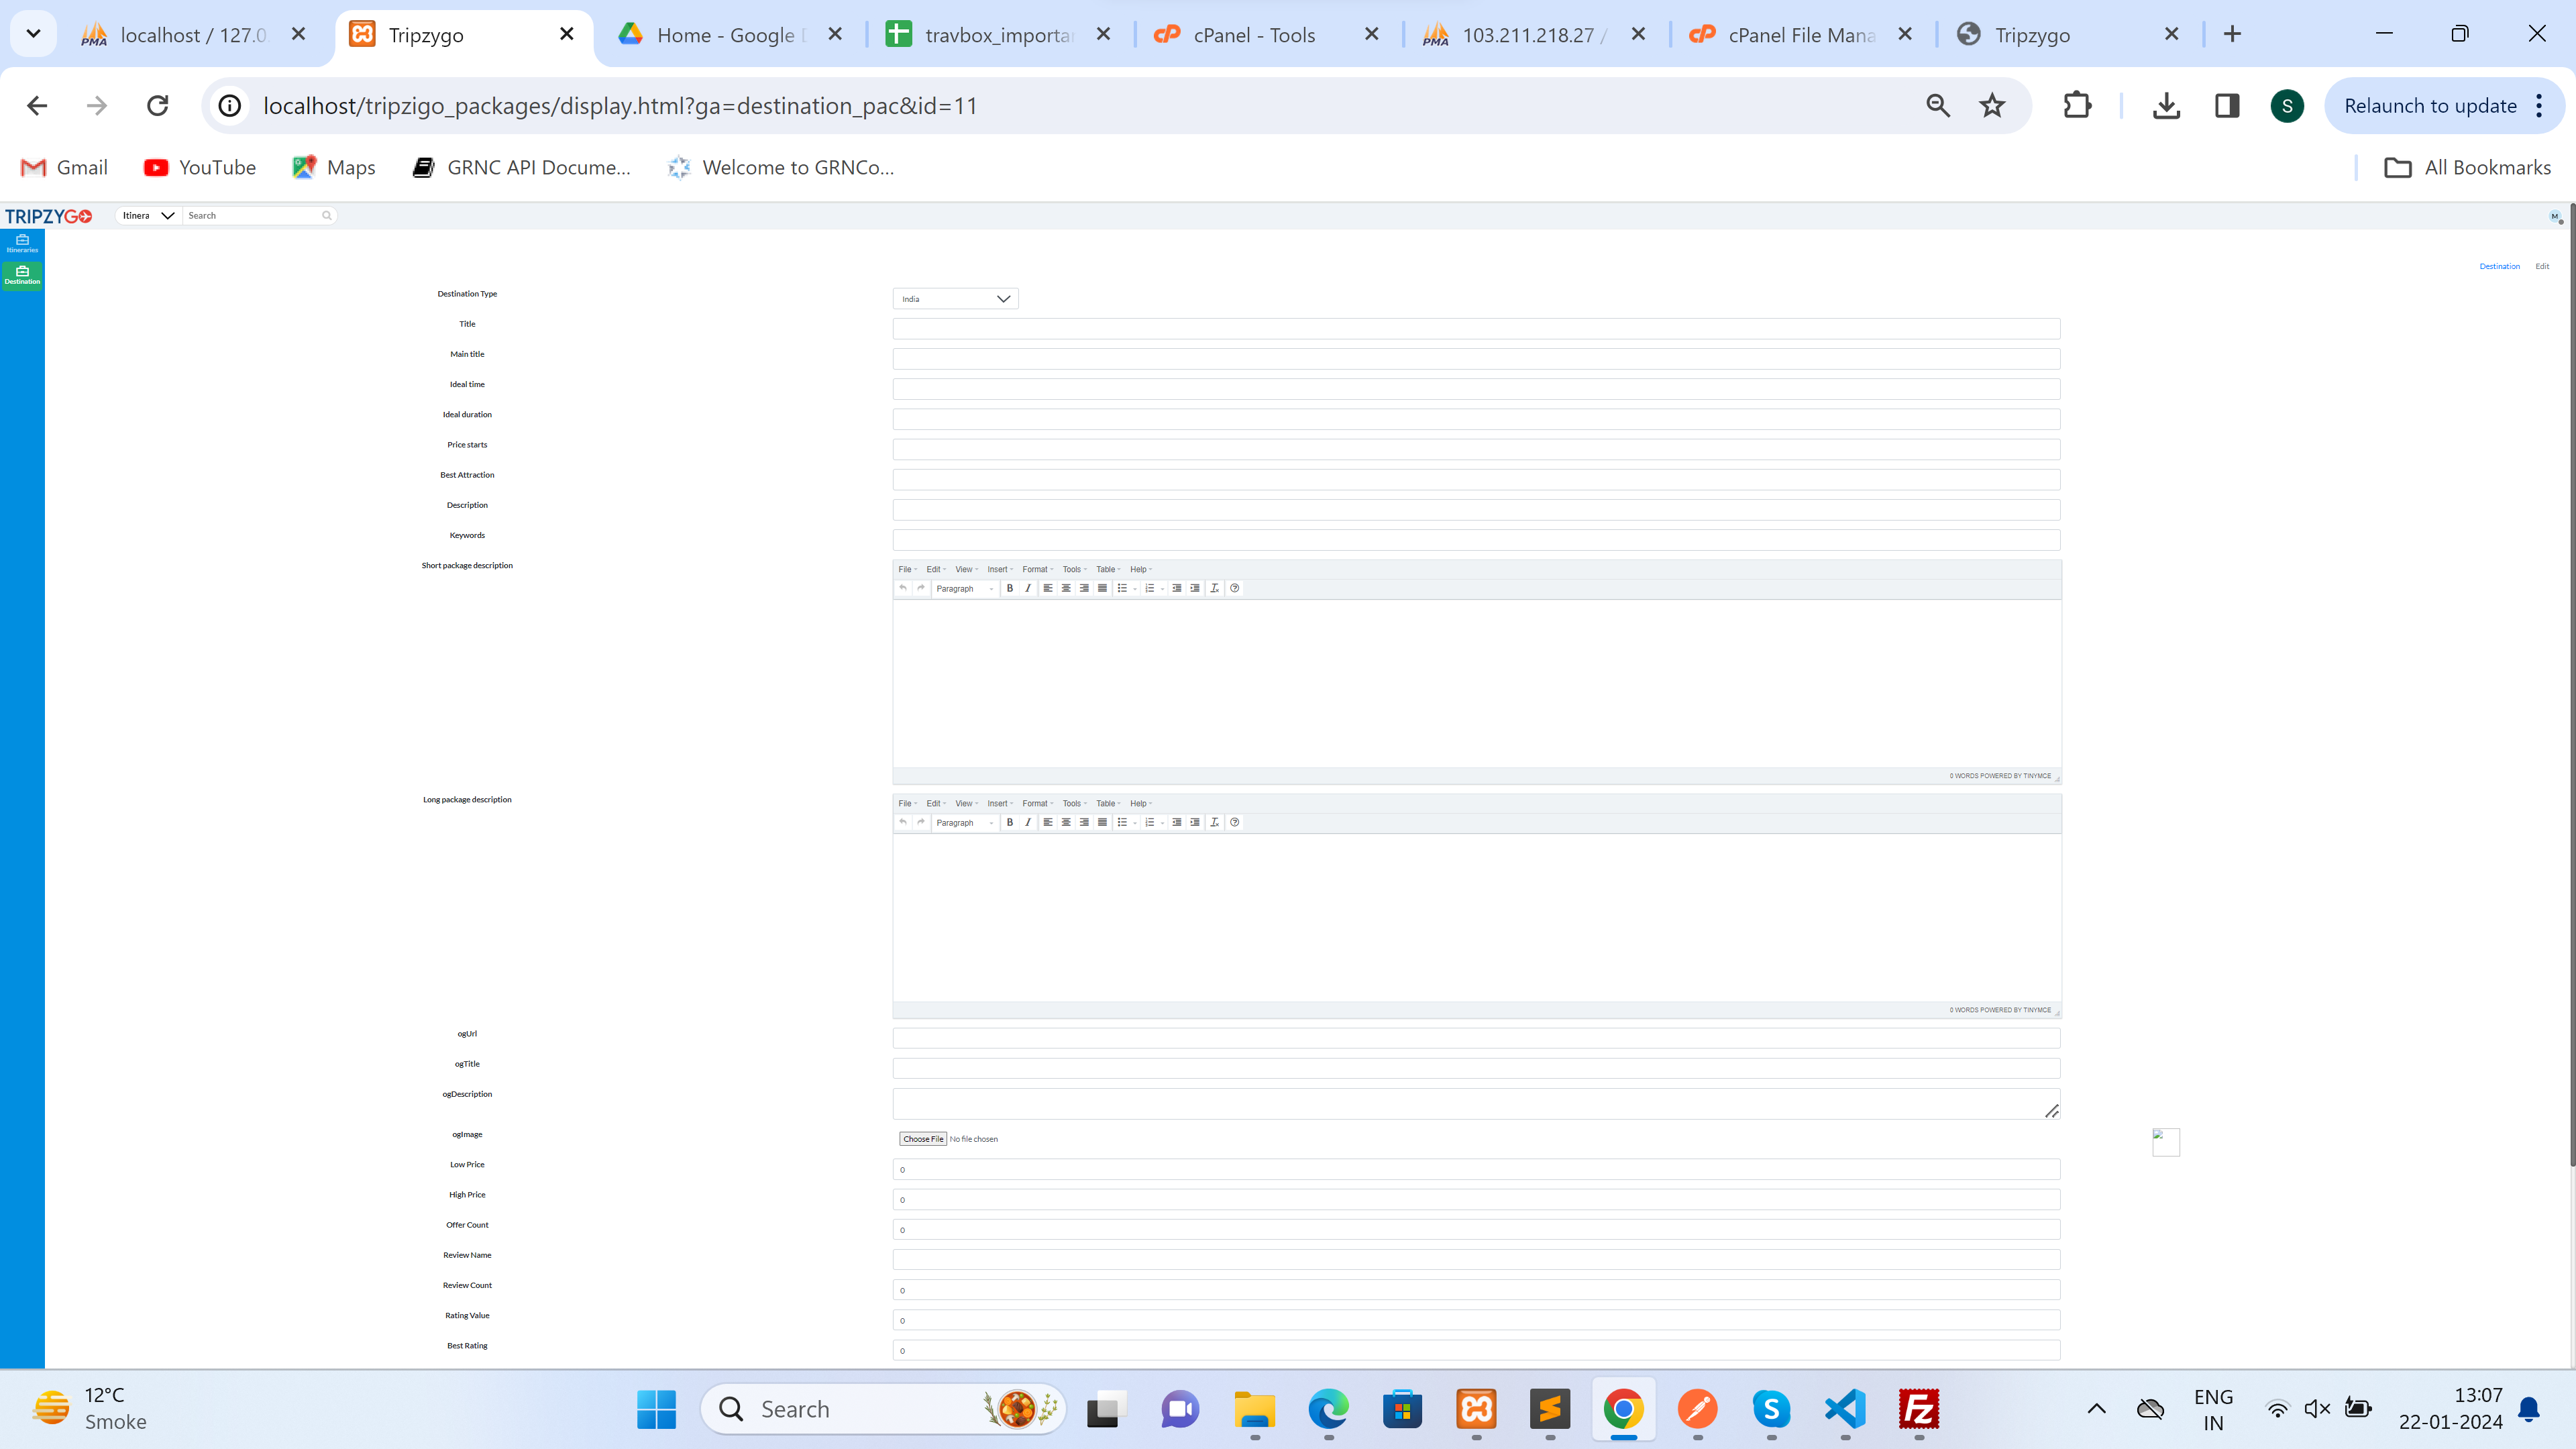 localhost / 127.0
Tripzygo
Home - Google D
travbox_importa
cPanel - Tools
103.211.218.27 /
cPanel File Mana
Tripzygo
localhost/tripzigo_packages/display.html?ga=destination_pac&id=11
S
Relaunch to update
Gmail
YouTube
Maps
GRNC API Docume...
Welcome to GRNCo...
All Bookmarks
TRIPZYGO
Itinera
Search
M
Itineraries
Destination
Destination Edit
Destination Type
India
Title
Main title
Ideal time
Ideal duration
Price starts
Best Attraction
Description
Keywords
Short package description
File Edit View Insert Format Tools Table Help
Paragraph B I
0 WORDS POWERED BY TINYMCE
Long package description
File Edit View Insert Format Tools Table Help
Paragraph B I
0 WORDS POWERED BY TINYMCE
ogUrl
ogTitle
ogDescription
ogImage
Choose File No file chosen
Low Price
0
High Price
0
Offer Count
0
Review Name
Review Count
0
Rating Value
0
Best Rating
0
12°C
Smoke
Search
ENG
IN
13:07
22-01-2024